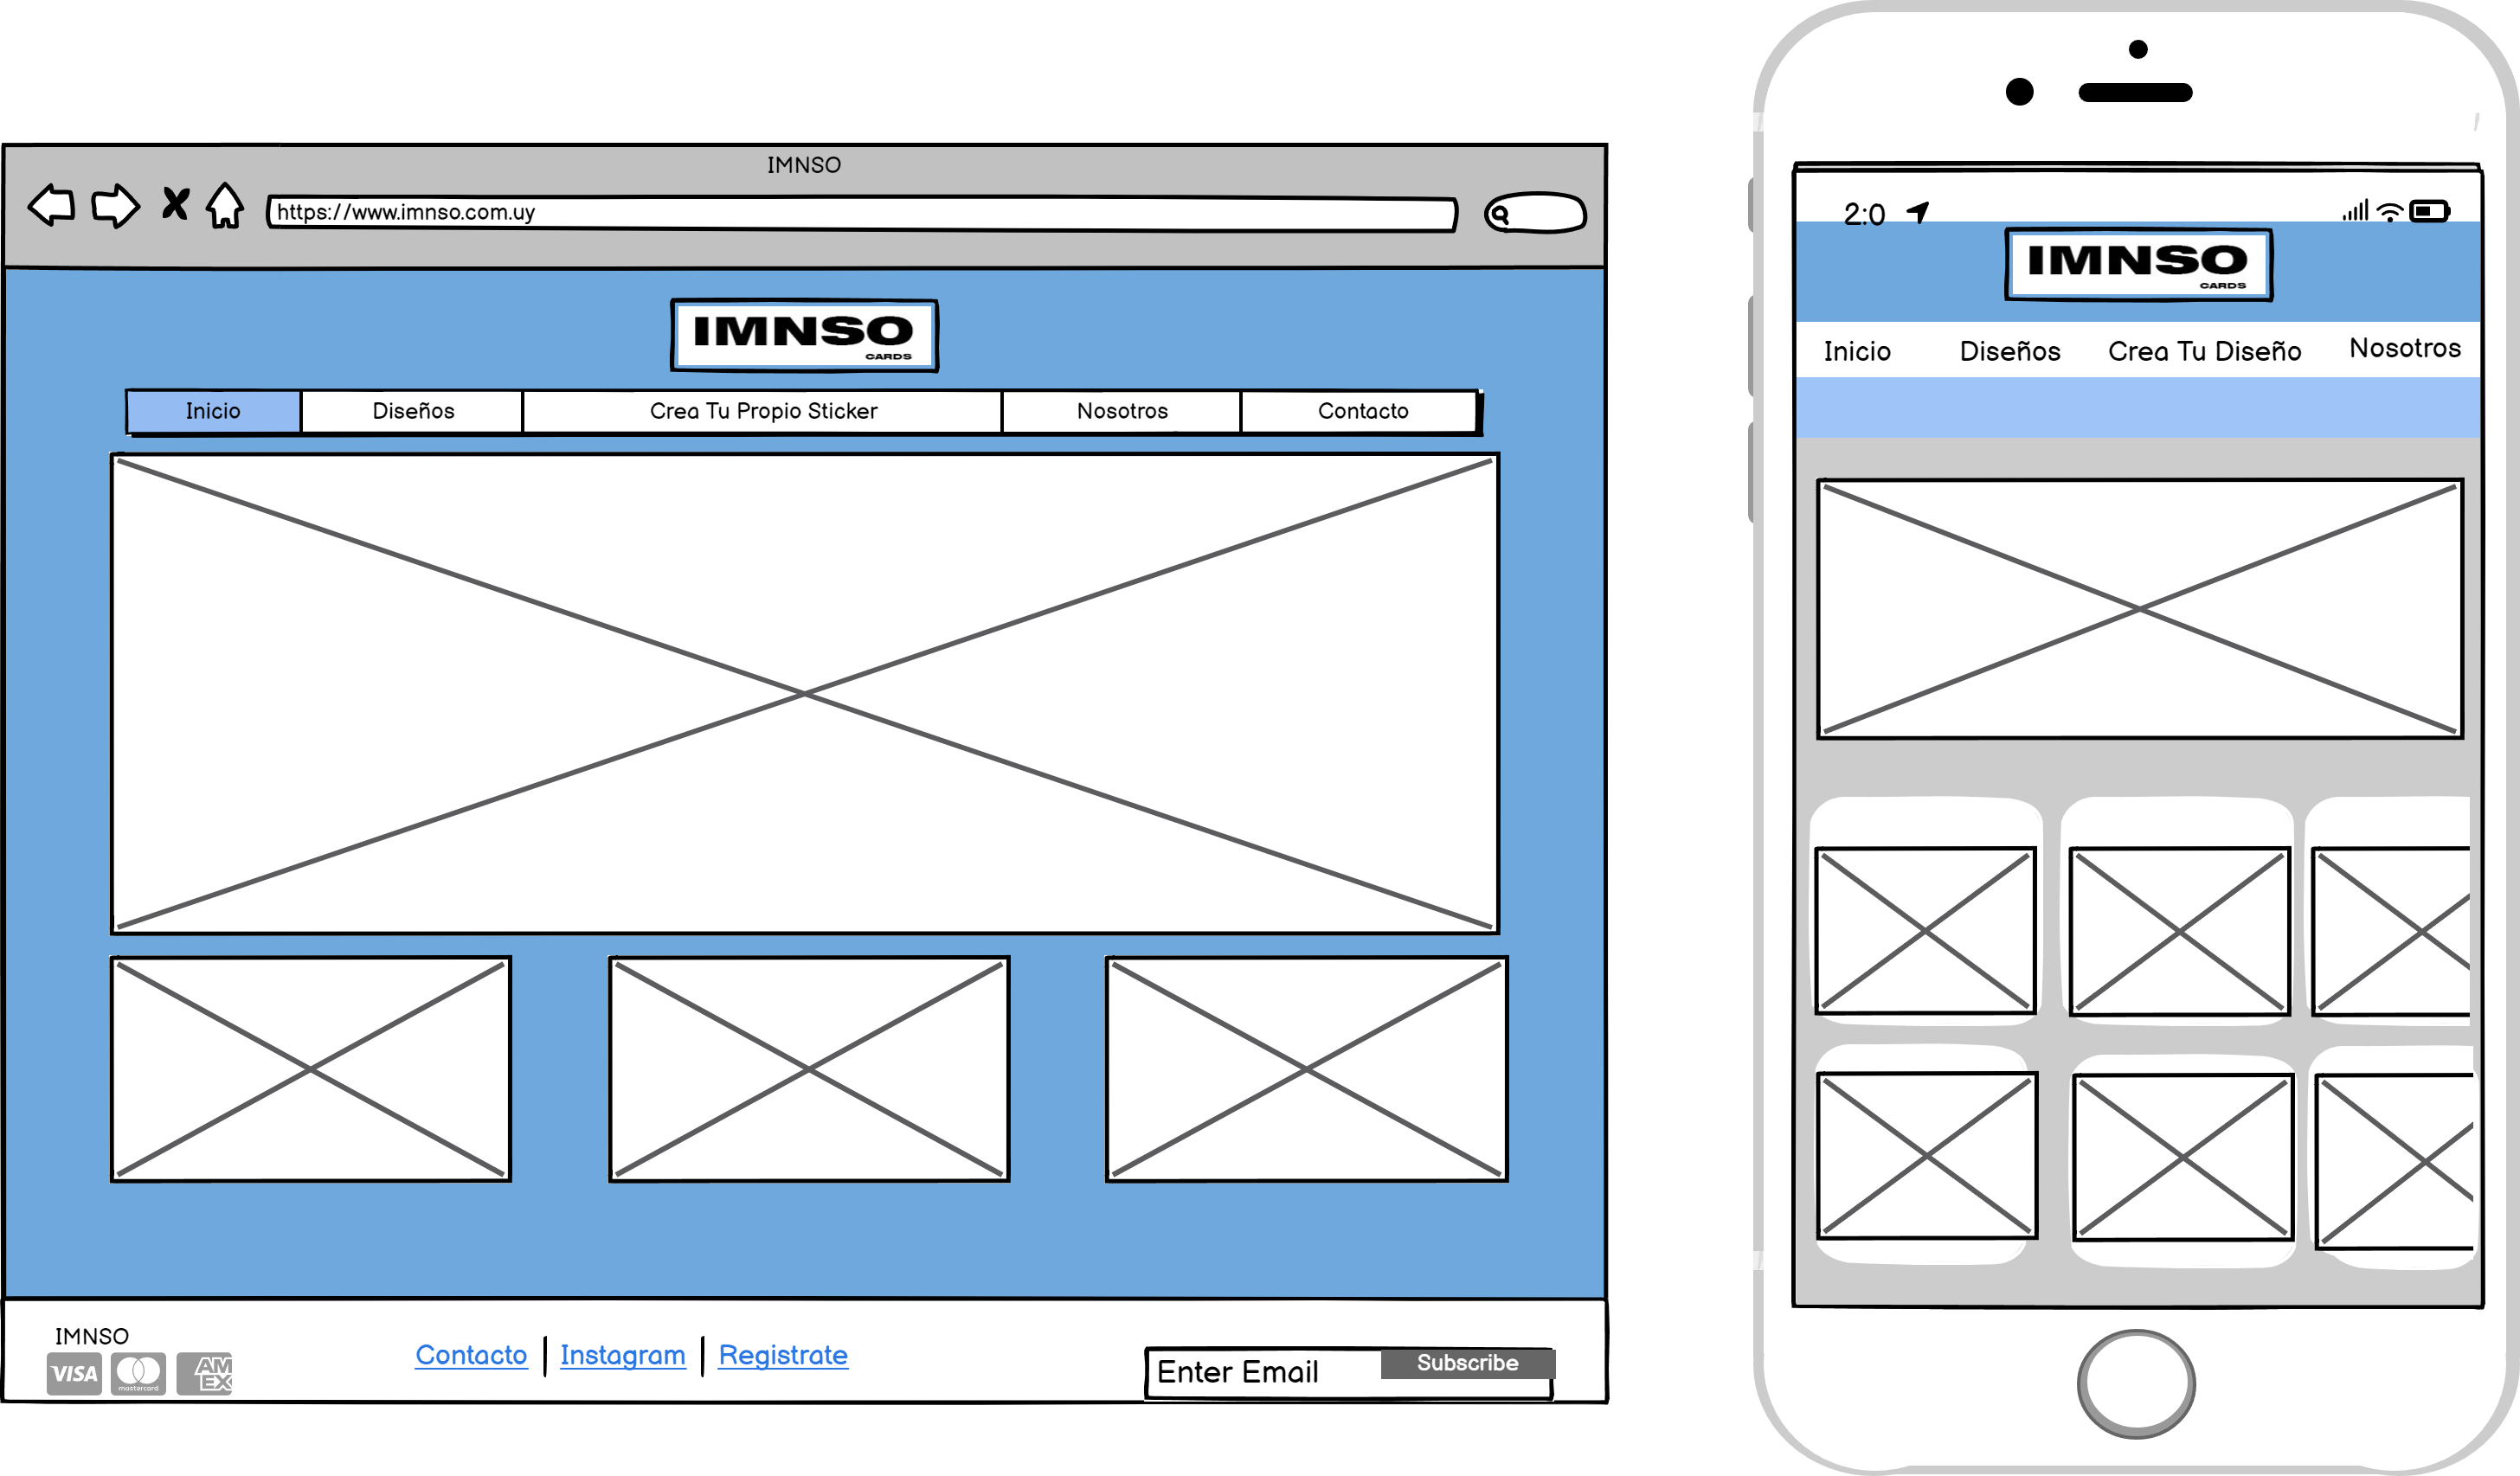 IMNSO
https://www.imnso.com.uy
IMNSO
CARDS
Inicio Diseños Crea Tu Propio Sticker Nosotros Contacto
IMNSO
VISA mastercard AM
EX
Contacto Instagram Registrate
Enter Email Subscribe
2:0
IMNSO
CARDS
Inicio Diseños Crea Tu Diseño Nosotros